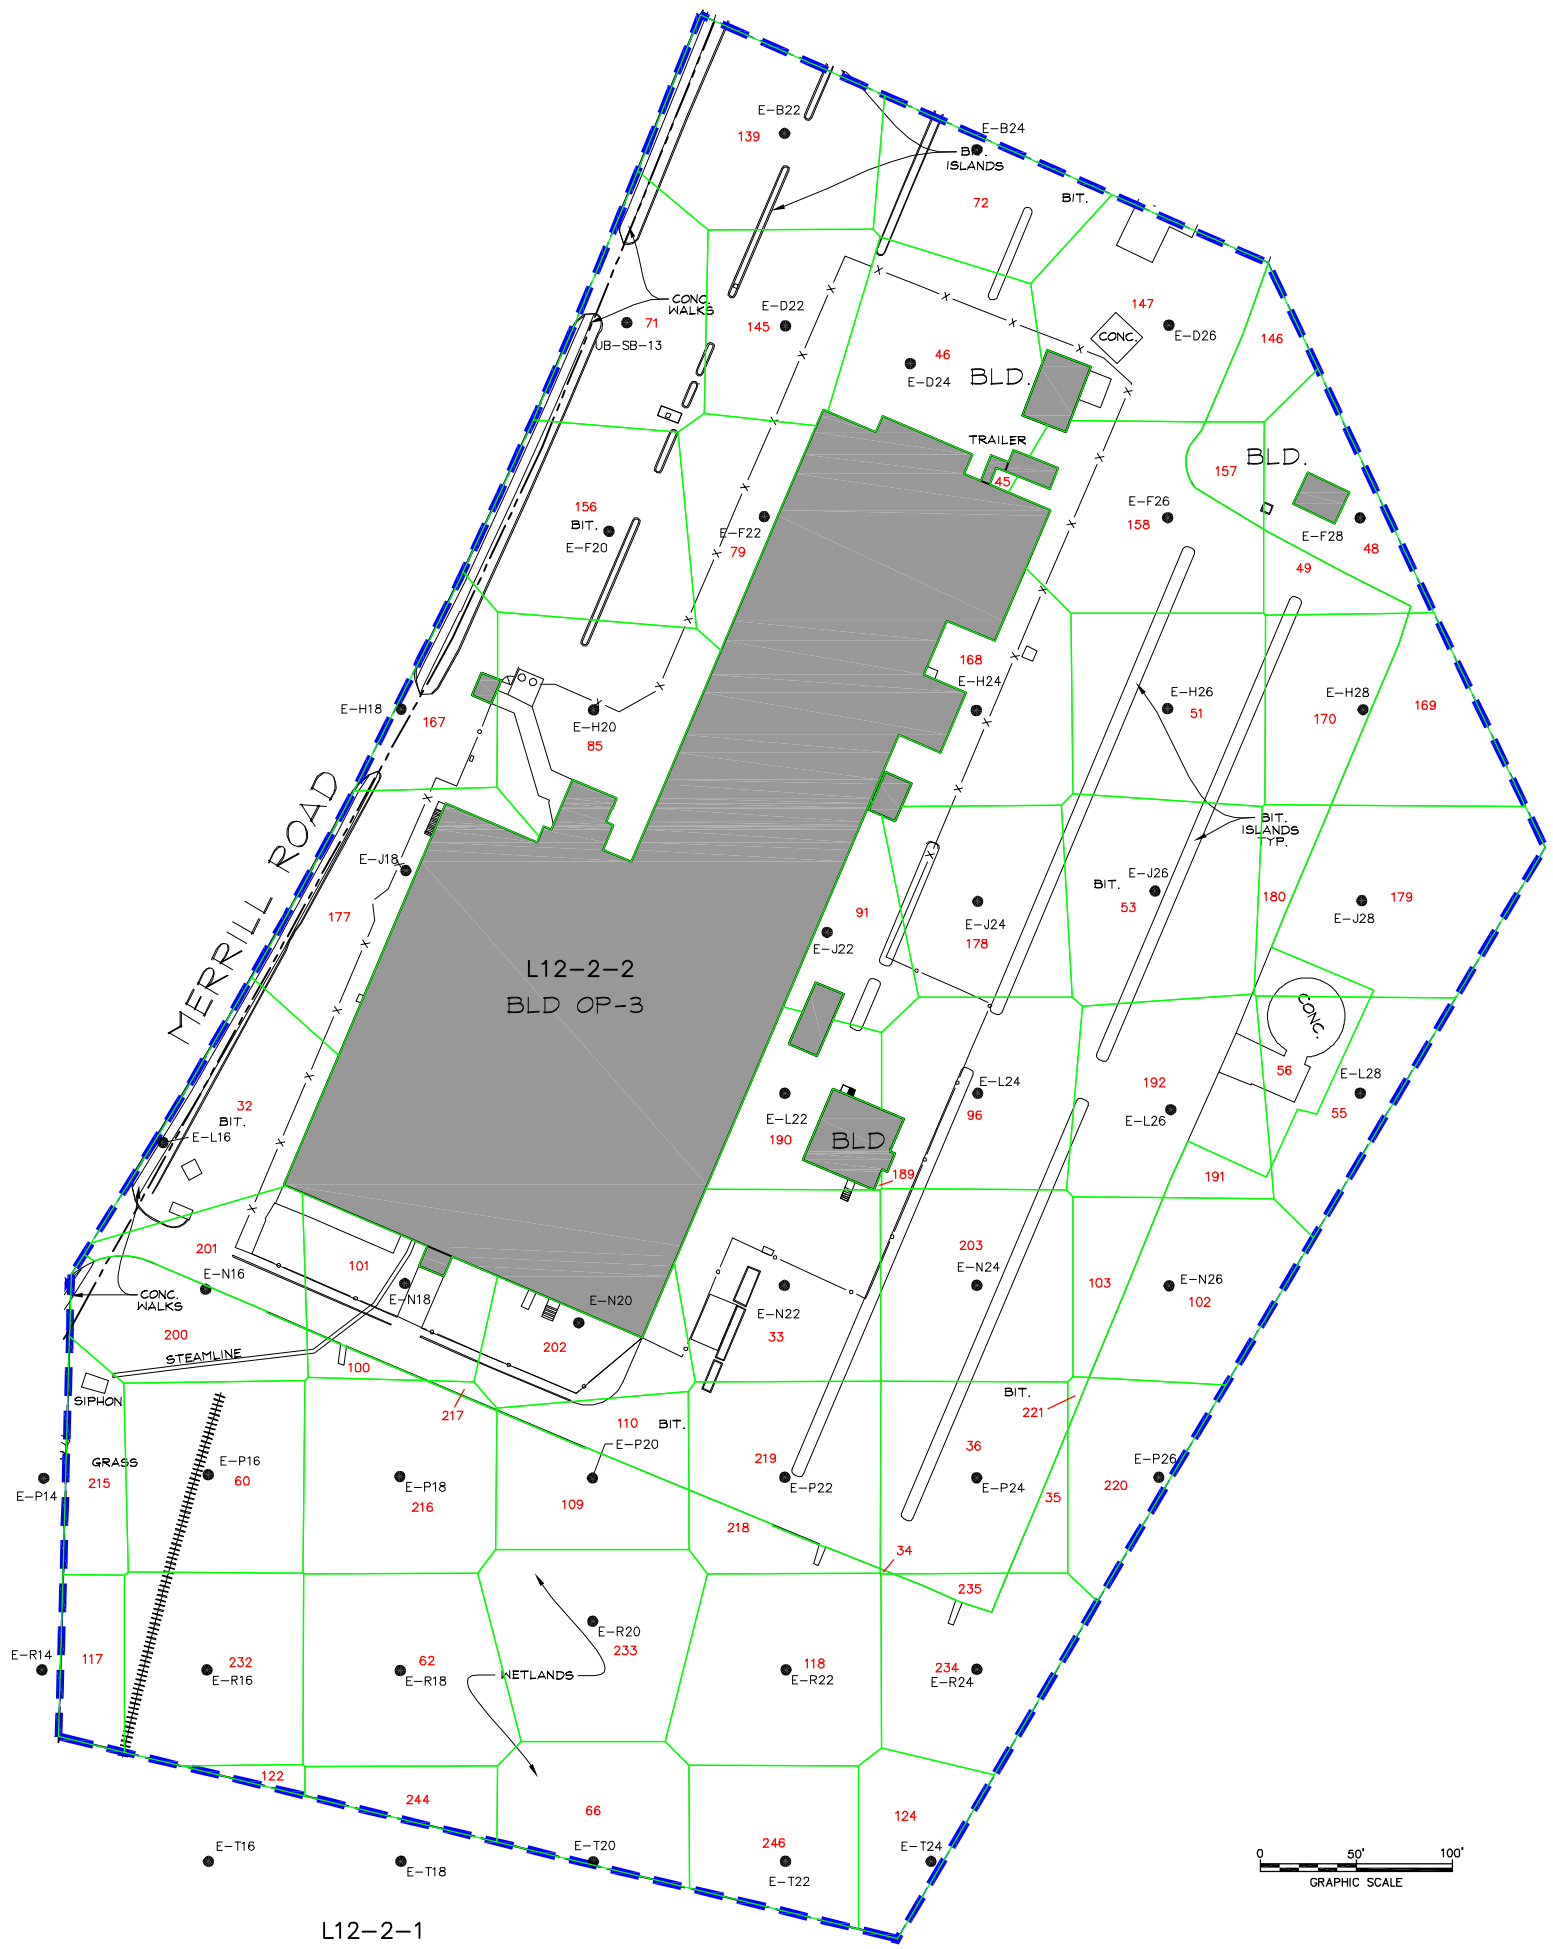 E-B22
139
E-B24
BIT.
ISLANDS
72
BIT.
CONC.
WALKS
E-D22
145
71
UB-SB-13
147
E-D26
CONC.
146
46
E-D24
BLD.
TRAILER
45
157
BLD.
156
BIT.
E-F20
E-F22
79
E-F26
158
E-F28
48
49
168
E-H24
E-H18
167
E-H20
85
E-H26
51
E-H28
170
169
MERRILL ROAD
BIT.
ISLANDS
TYP.
E-J18
177
91
E-J22
E-J24
178
BIT.
E-J26
53
180
179
E-J28
L12-2-2
BLD OP-3
CONC.
56
32
BIT.
E-L16
E-L22
190
BLD
189
E-L24
96
192
E-L26
E-L28
55
191
201
E-N16
CONC.
WALKS
200
STEAMLINE
101
E-N18
100
E-N20
202
E-N22
33
203
E-N24
103
E-N26
102
SIPHON
217
110
BIT.
E-P20
BIT.
221
GRASS
215
E-P14
E-P16
60
E-P18
216
109
219
E-P22
218
36
E-P24
35
E-P26
220
34
235
E-R14
117
232
E-R16
62
E-R18
WETLANDS
E-R20
233
118
E-R22
234
E-R24
122
244
66
246
124
E-T16
E-T18
E-T20
E-T22
E-T24
0 50' 100'
GRAPHIC SCALE
L12-2-1